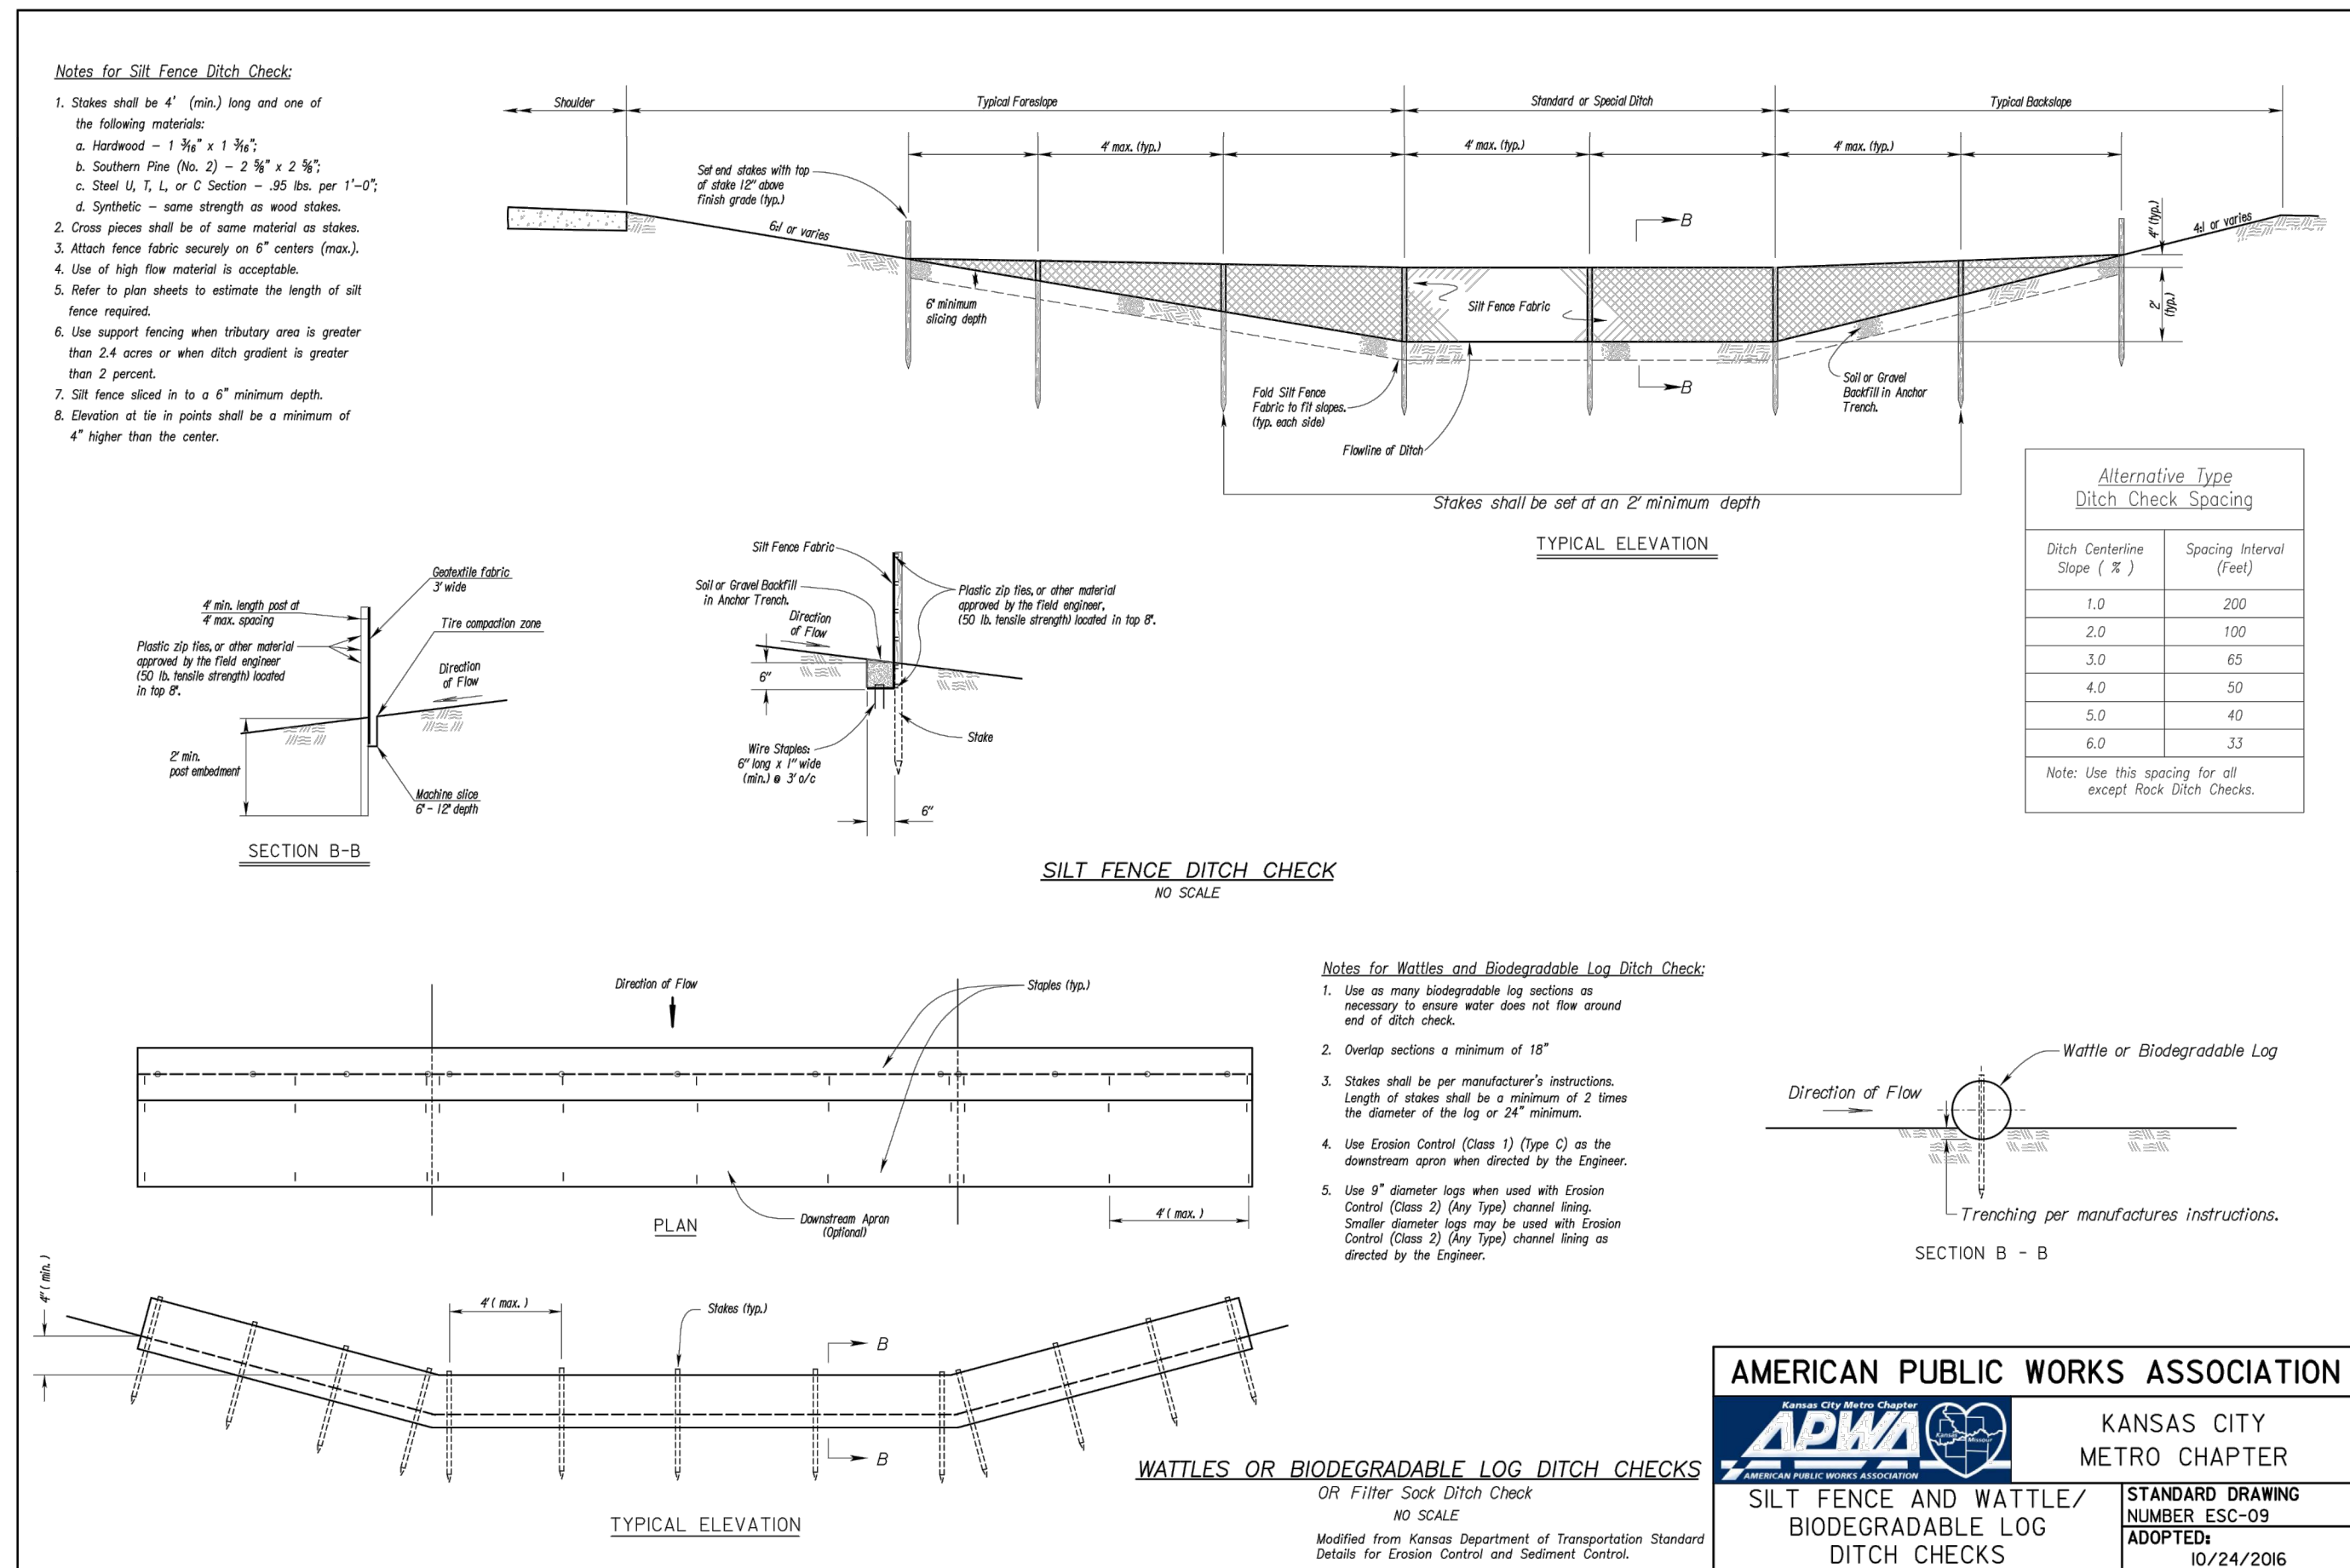 Notes for Silt Fence Ditch Check:
1. Stakes shall be 4' (min.) long and one of
the following materials:
a. Hardwood – 1 3⁄16" x 1 3⁄16";
b. Southern Pine (No. 2) – 2 5⁄8" x 2 5⁄8";
c. Steel U, T, L, or C Section – .95 lbs. per 1'-0";
d. Synthetic – same strength as wood stakes.
2. Cross pieces shall be of same material as stakes.
3. Attach fence fabric securely on 6" centers (max.).
4. Use of high flow material is acceptable.
5. Refer to plan sheets to estimate the length of silt
fence required.
6. Use support fencing when tributary area is greater
than 2.4 acres or when ditch gradient is greater
than 2 percent.
7. Silt fence sliced in to a 6" minimum depth.
8. Elevation at tie in points shall be a minimum of
4" higher than the center.
Shoulder
Typical Foreslope
Standard or Special Ditch
Typical Backslope
4' max. (typ.)
4' max. (typ.)
4' max. (typ.)
Set end stakes with top
of stake 12" above
finish grade (typ.)
6:1 or varies
B
4" (typ.)
4:1 or varies
6" minimum
slicing depth
Silt Fence Fabric
2'
(typ.)
Fold Silt Fence
Fabric to fit slopes.
(typ. each side)
B
Soil or Gravel
Backfill in Anchor
Trench.
Flowline of Ditch
Stakes shall be set at an 2' minimum depth
TYPICAL ELEVATION
Alternative Type
Ditch Check Spacing
Ditch Centerline
Slope ( % )
Spacing Interval
(Feet)
1.0 200
2.0 100
3.0 65
4.0 50
5.0 40
6.0 33
Note: Use this spacing for all
except Rock Ditch Checks.
Geotextile fabric
3' wide
4' min. length post at
4' max. spacing
Tire compaction zone
Plastic zip ties, or other material
approved by the field engineer
(50 lb. tensile strength) located
in top 8".
Direction
of Flow
2' min.
post embedment
Machine slice
6" - 12" depth
SECTION B-B
Silt Fence Fabric
Soil or Gravel Backfill
in Anchor Trench.
Direction
of Flow
Plastic zip ties, or other material
approved by the field engineer,
(50 lb. tensile strength) located in top 8".
6"
Stake
Wire Staples:
6" long x 1" wide
(min.) @ 3' o/c
6"
SILT FENCE DITCH CHECK
NO SCALE
Direction of Flow
Staples (typ.)
PLAN
Downstream Apron
(Optional)
4' ( max. )
4" ( min. )
4' ( max. )
Stakes (typ.)
B
B
TYPICAL ELEVATION
Notes for Wattles and Biodegradable Log Ditch Check:
1. Use as many biodegradable log sections as
necessary to ensure water does not flow around
end of ditch check.
2. Overlap sections a minimum of 18"
3. Stakes shall be per manufacturer's instructions.
Length of stakes shall be a minimum of 2 times
the diameter of the log or 24" minimum.
4. Use Erosion Control (Class 1) (Type C) as the
downstream apron when directed by the Engineer.
5. Use 9" diameter logs when used with Erosion
Control (Class 2) (Any Type) channel lining.
Smaller diameter logs may be used with Erosion
Control (Class 2) (Any Type) channel lining as
directed by the Engineer.
Wattle or Biodegradable Log
Direction of Flow
Trenching per manufactures instructions.
SECTION B - B
WATTLES OR BIODEGRADABLE LOG DITCH CHECKS
OR Filter Sock Ditch Check
NO SCALE
Modified from Kansas Department of Transportation Standard
Details for Erosion Control and Sediment Control.
AMERICAN PUBLIC WORKS ASSOCIATION
Kansas City Metro Chapter
APWA
Kansas Missouri
AMERICAN PUBLIC WORKS ASSOCIATION
KANSAS CITY
METRO CHAPTER
SILT FENCE AND WATTLE/
BIODEGRADABLE LOG
DITCH CHECKS
STANDARD DRAWING
NUMBER ESC-09
ADOPTED:
10/24/2016